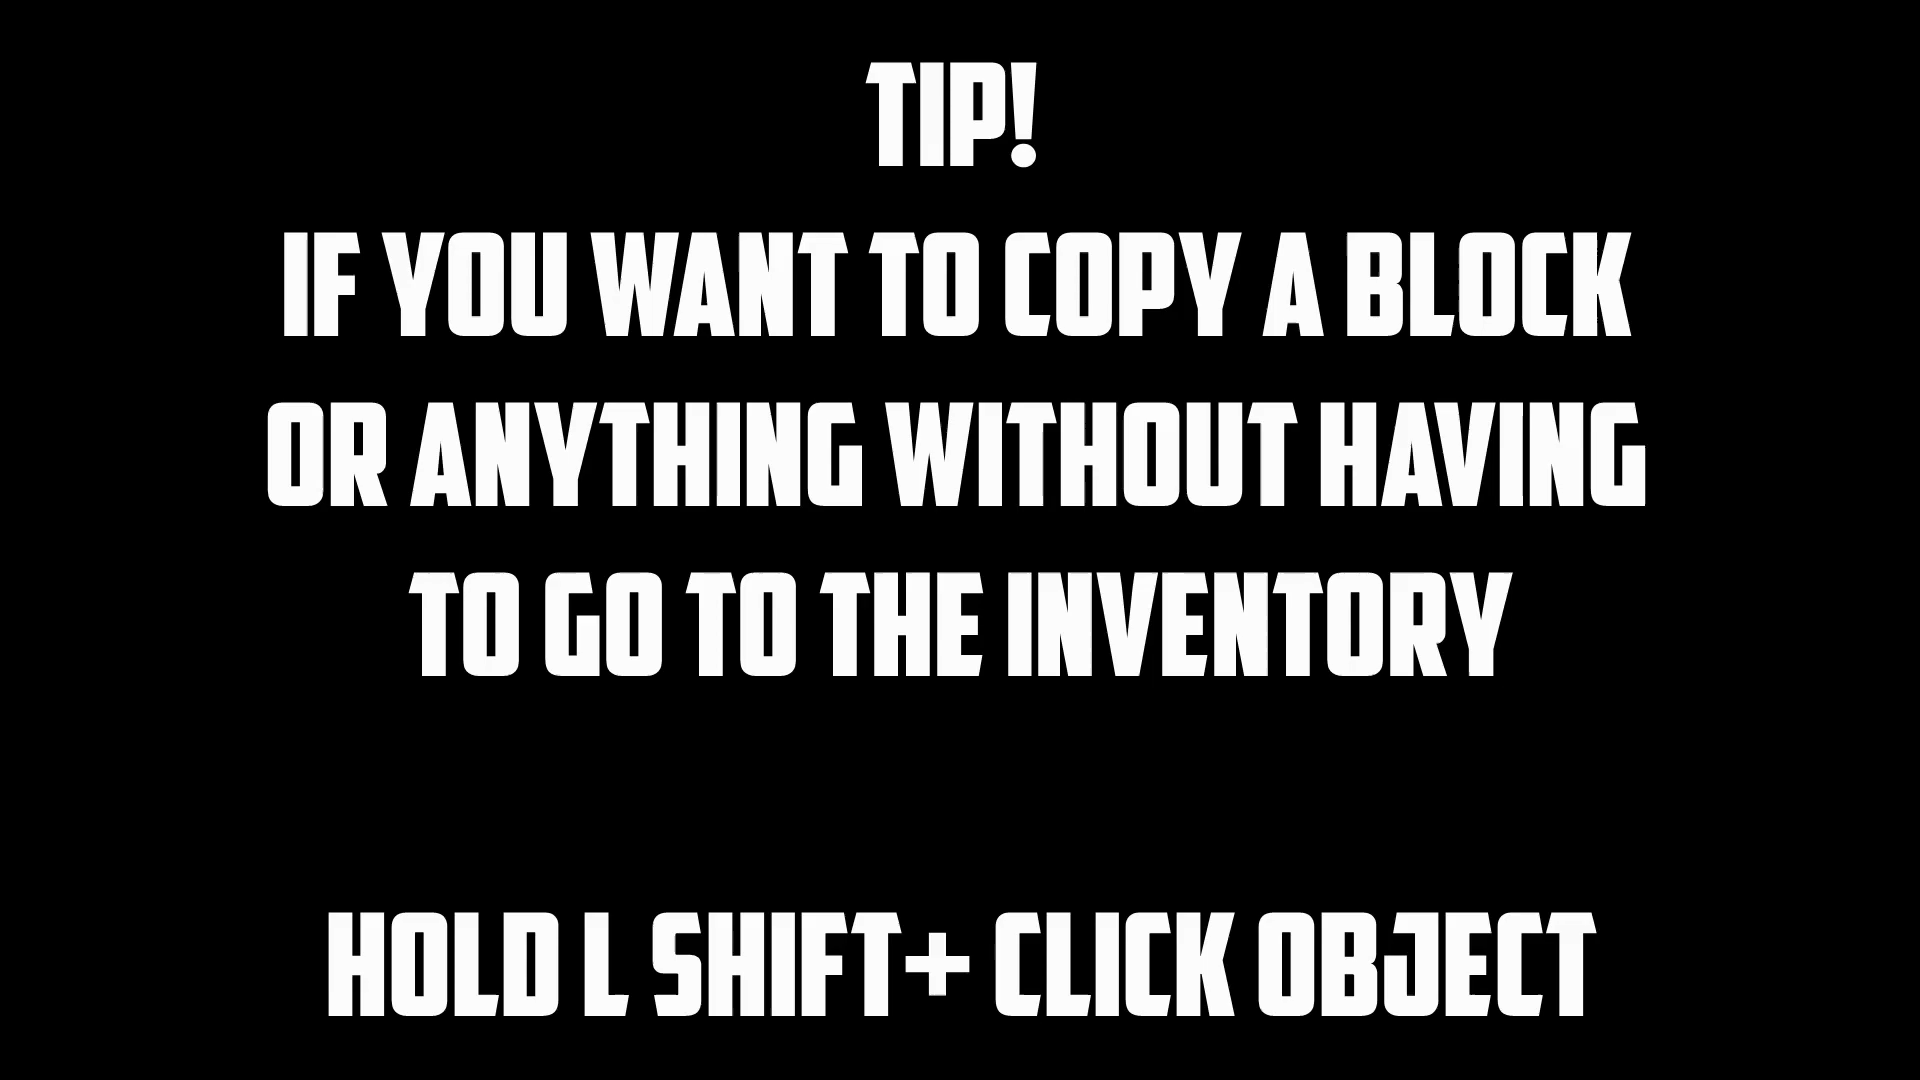 TIP!
IF YOU WANT TO COPY A BLOCK
OR ANYTHING WITHOUT HAVING
TO GO TO THE INVENTORY
HOLD L SHIFT+ CLICK OBJECT